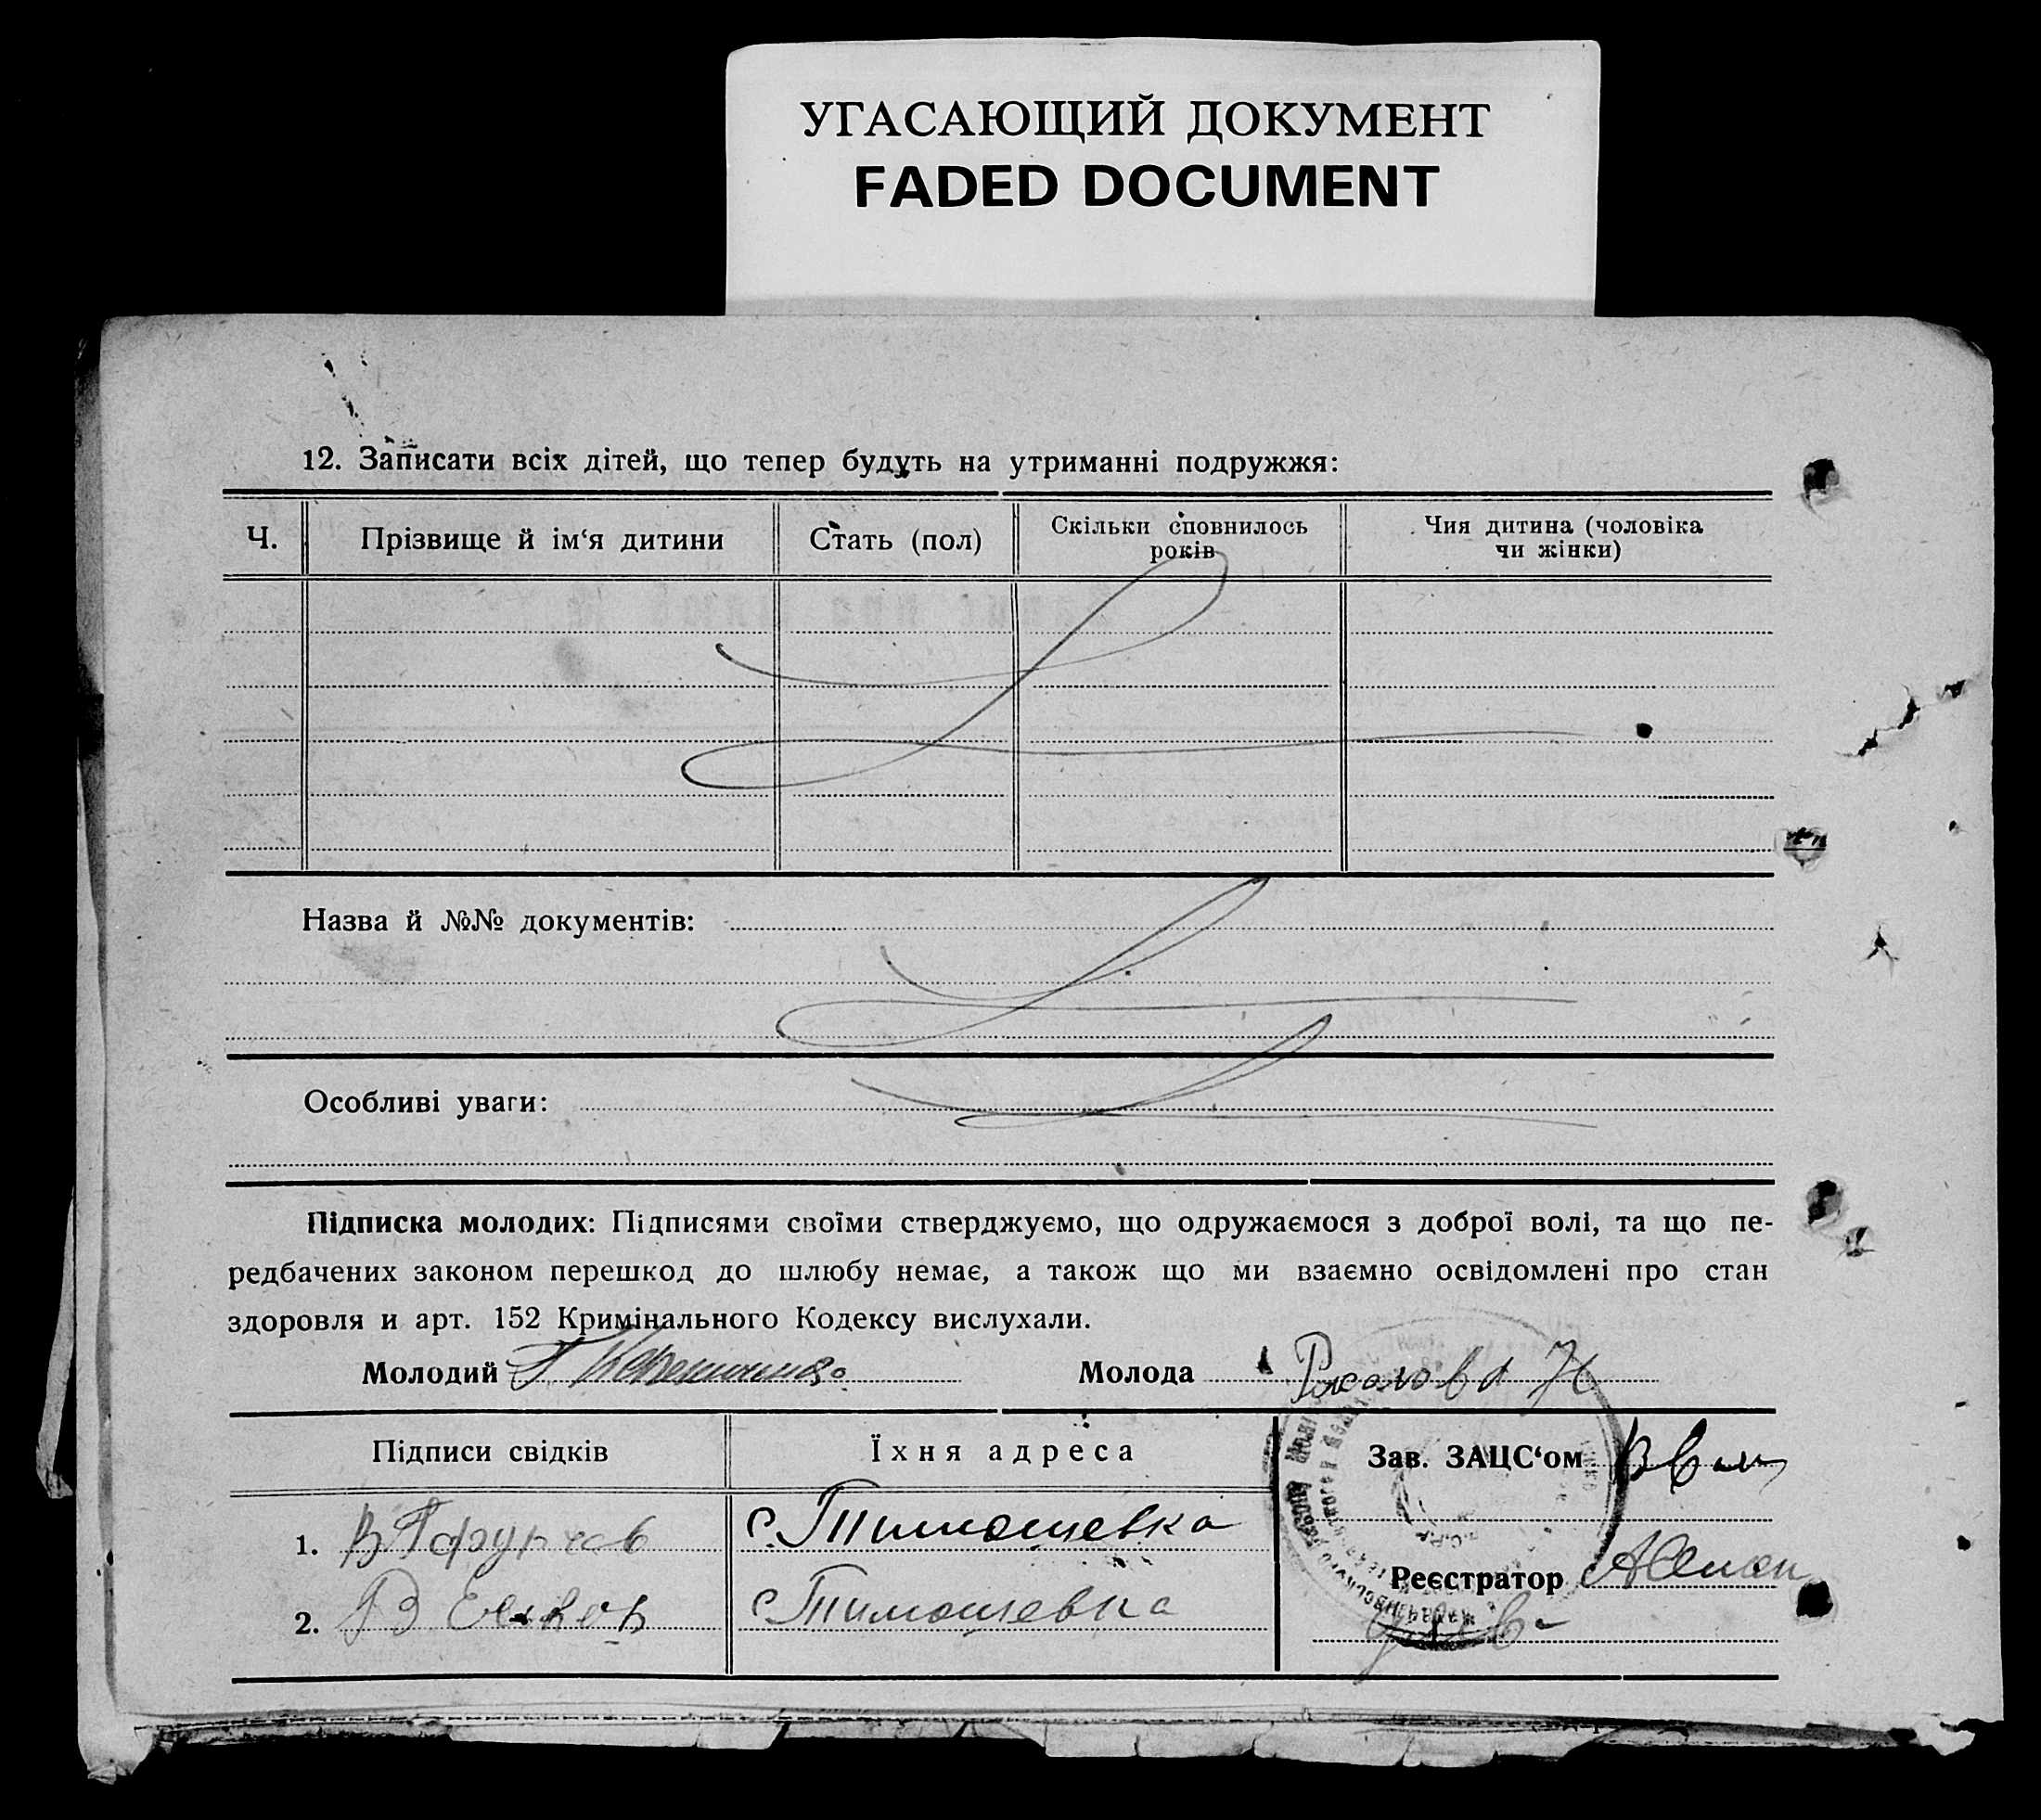 УГАСАЮЩИЙ ДОКУМЕНТ
FADED DOCUMENT
12. Записати всіх дітей, що тепер будуть на утриманні подружжя:
Ч. Прізвище й ім‘я дитини Стать (пол) Скільки сповнилось років Чия дитина (чоловіка чи жінки)
Назва й №№ документів:
Особливі уваги:
Підписка молодих: Підписями своїми стверджуємо, що одружаємося з доброї волі, та що пе-
редбачених законом перешкод до шлюбу немає, а також що ми взаємно освідомлені про стан
здоровля и арт. 152 Кримінального Кодексу вислухали.
Молодий Молода
Підписи свідків Їхня адреса Зав. ЗАЦС‘ом
1. с. Тимошевка
Реєстратор
2. с Тимошевка